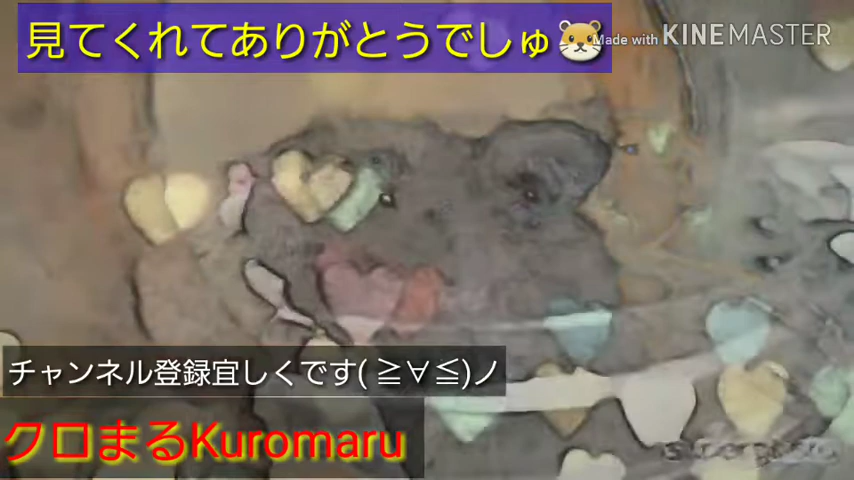 見てくれてありがとうでしゅ🐹
Made with KINEMASTER
チャンネル登録宜しくです( ≧∀≦)ノ
クロまるKuromaru